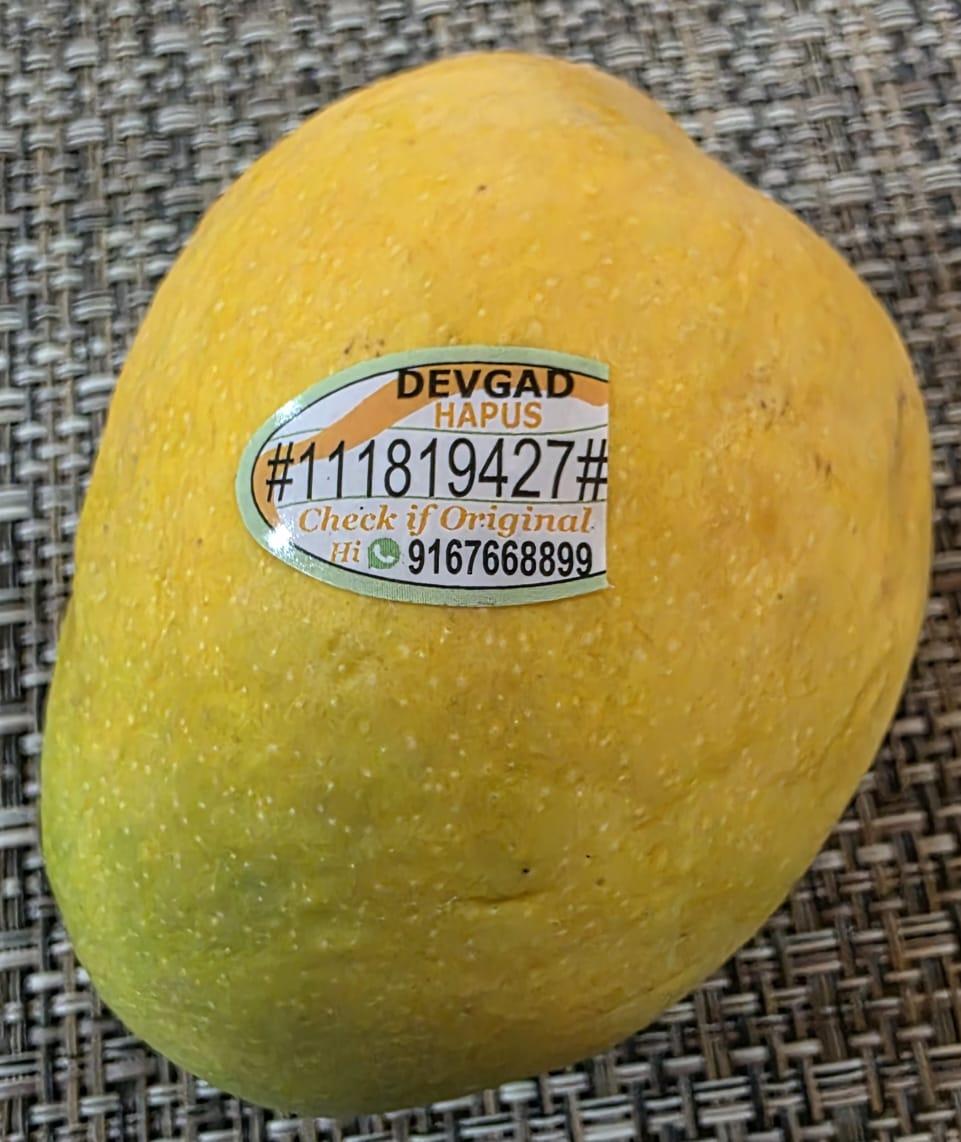 DEVGAD
HAPUS
#111819427#
Check if Original
Hi 9167668899